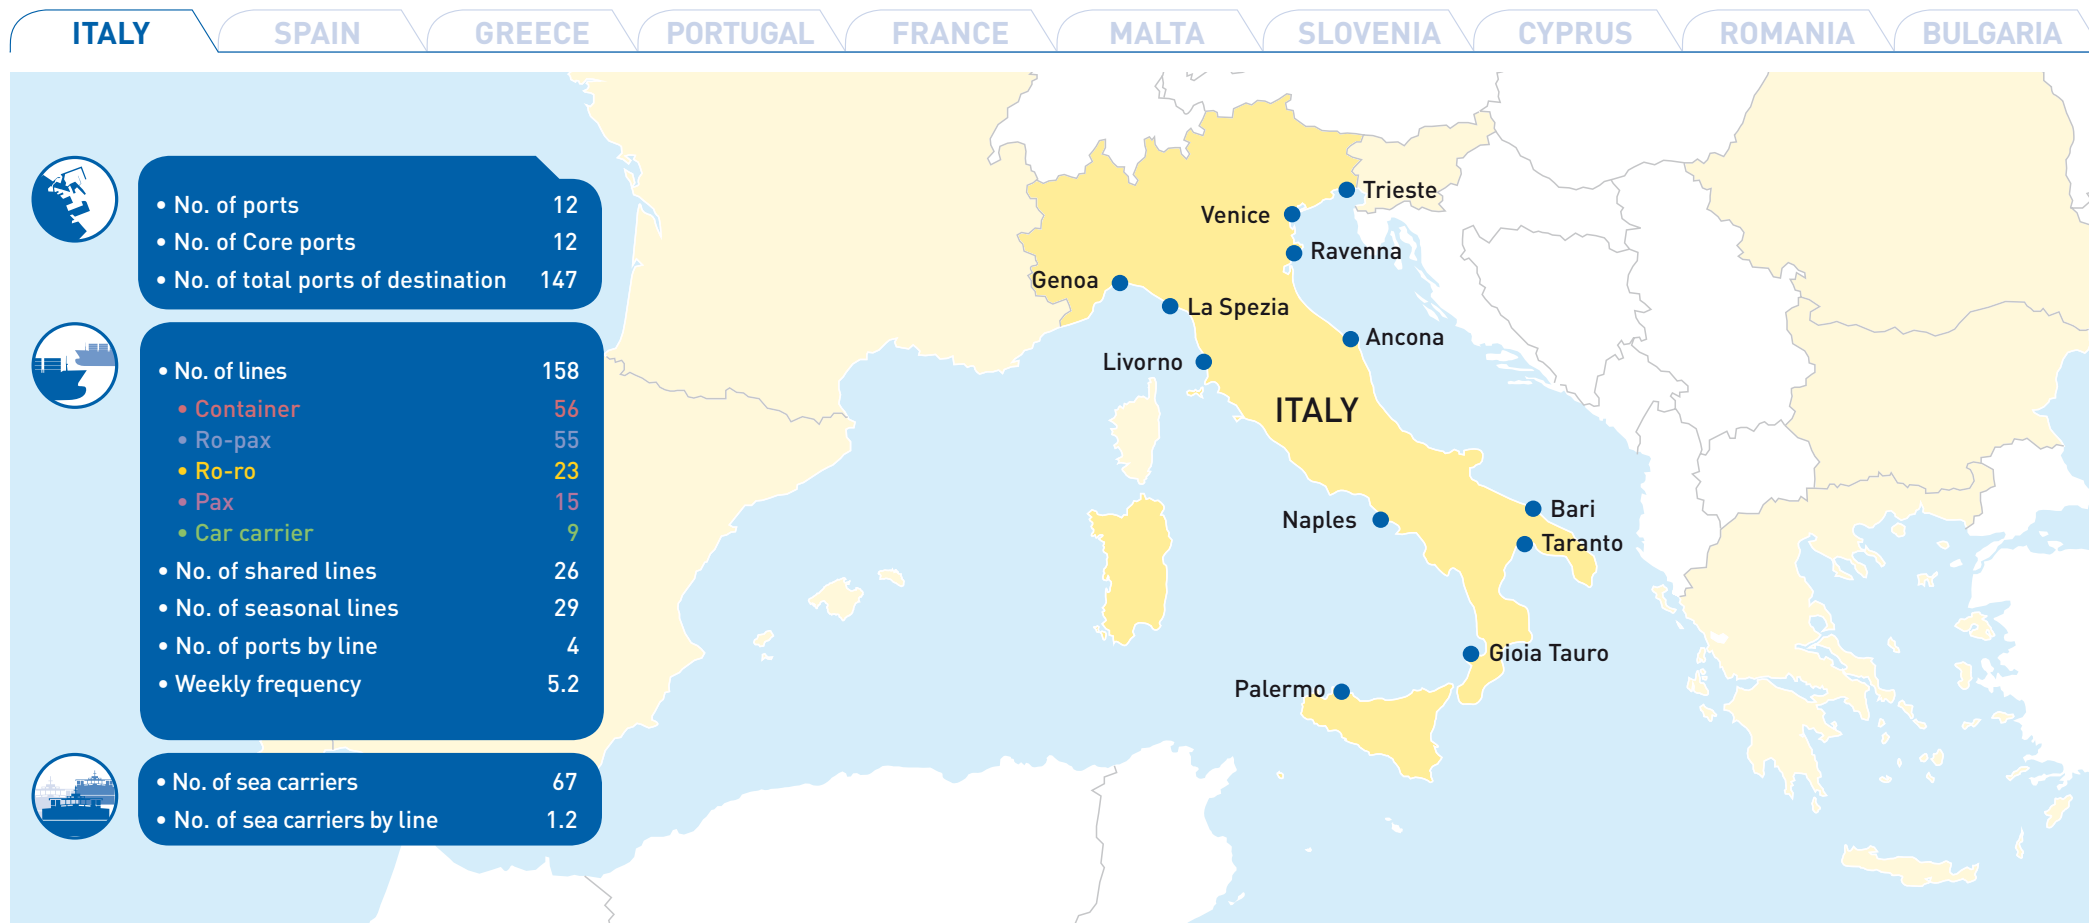 ITALY SPAIN GREECE PORTUGAL FRANCE MALTA SLOVENIA CYPRUS ROMANIA BULGARIA
• No. of ports 12
• No. of Core ports 12
• No. of total ports of destination 147
• No. of lines 158
• Container 56
• Ro-pax 55
• Ro-ro 23
• Pax 15
• Car carrier 9
• No. of shared lines 26
• No. of seasonal lines 29
• No. of ports by line 4
• Weekly frequency 5.2
• No. of sea carriers 67
• No. of sea carriers by line 1.2
Trieste
Venice
Ravenna
Genoa
La Spezia
Ancona
Livorno
ITALY
Bari
Naples
Taranto
Gioia Tauro
Palermo